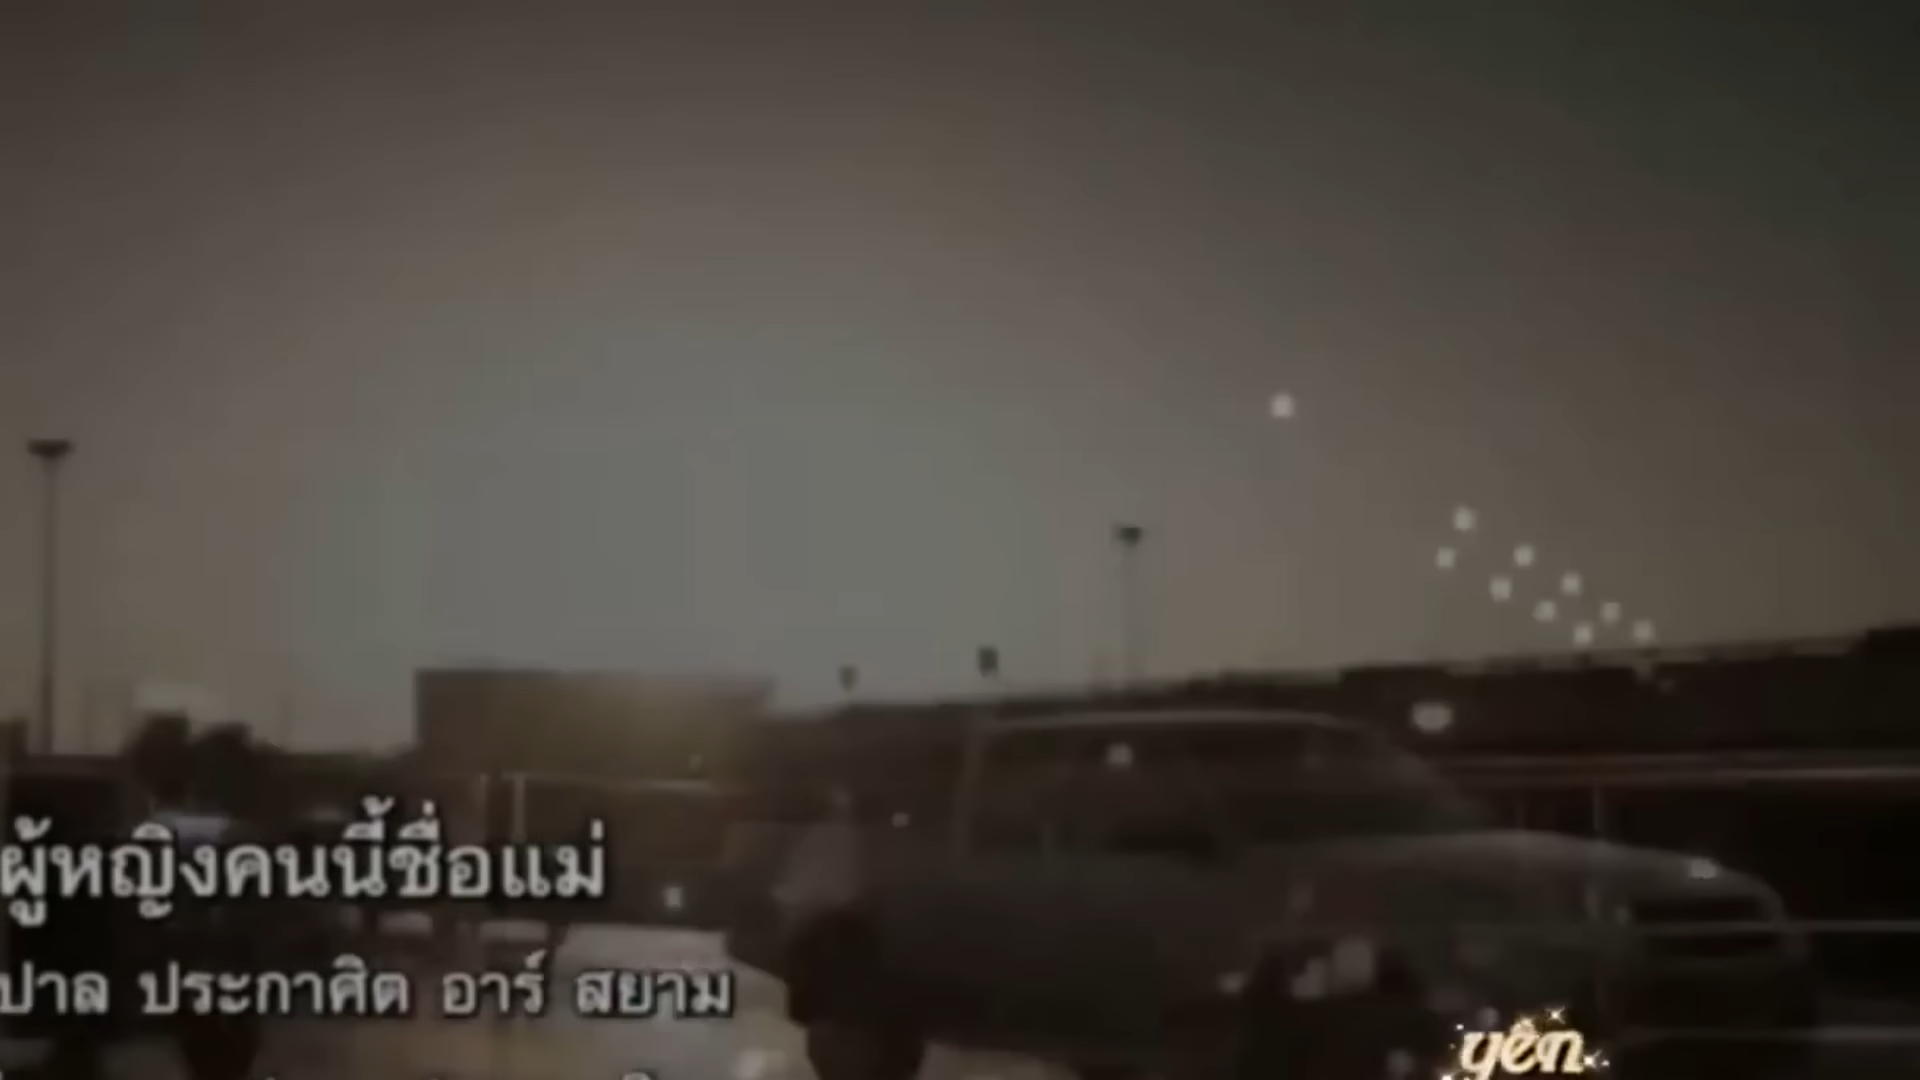 ผู้หญิงคนนี้ชื่อแม่
ปาล ประกาศิต อาร์ สยาม
yên